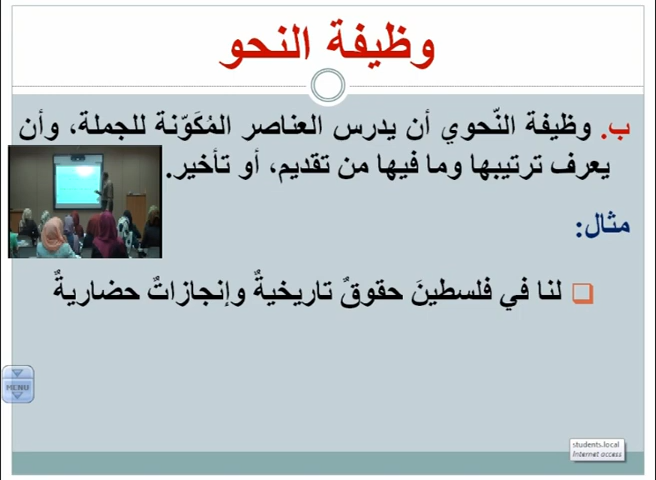 وظيفة النحو
ب. وظيفة النّحوي أن يدرس العناصر المُكَوّنة للجملة، وأن
يعرف ترتيبها وما فيها من تقديم، أو تأخير.
مثال:
لنا في فلسطينَ حقوقٌ تاريخيةٌ وإنجازاتٌ حضاريةٌ
MENU
students.local
Internet access